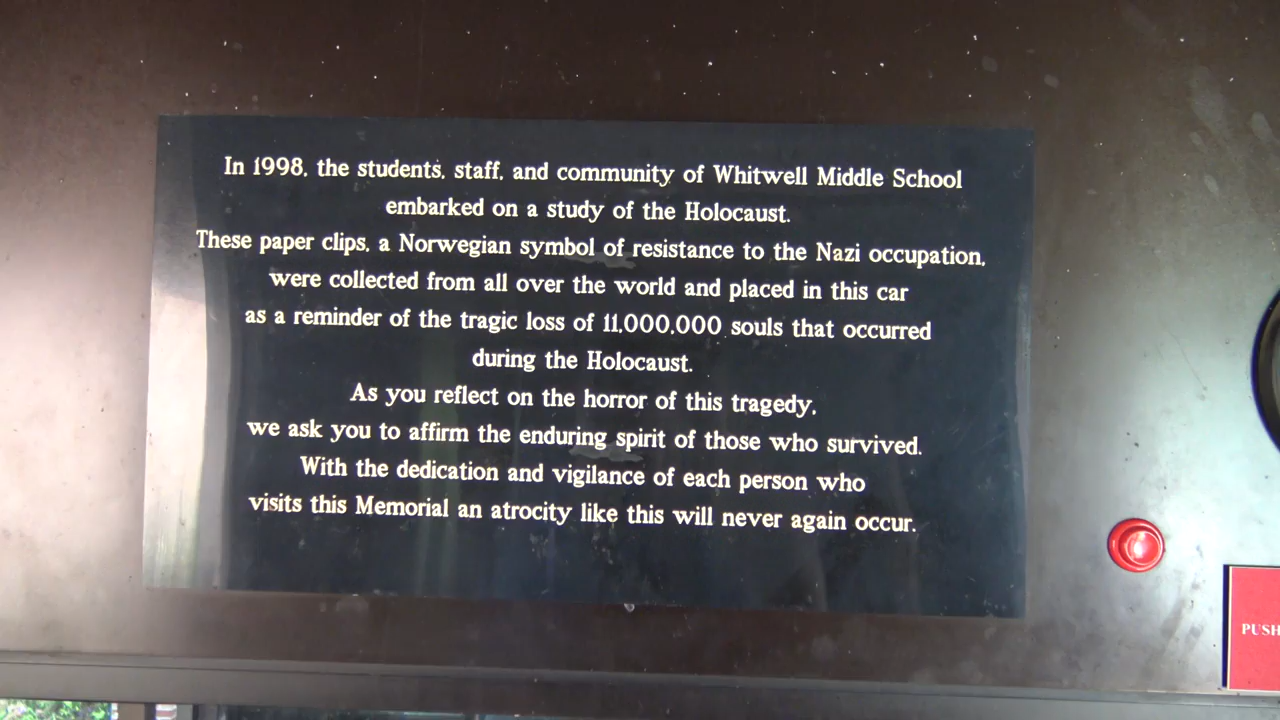 In 1998, the students, staff, and community of Whitwell Middle School
embarked on a study of the Holocaust.
These paper clips, a Norwegian symbol of resistance to the Nazi occupation,
were collected from all over the world and placed in this car
as a reminder of the tragic loss of 11,000,000 souls that occurred
during the Holocaust.
As you reflect on the horror of this tragedy,
we ask you to affirm the enduring spirit of those who survived.
With the dedication and vigilance of each person who
visits this Memorial an atrocity like this will never again occur.
PUSH